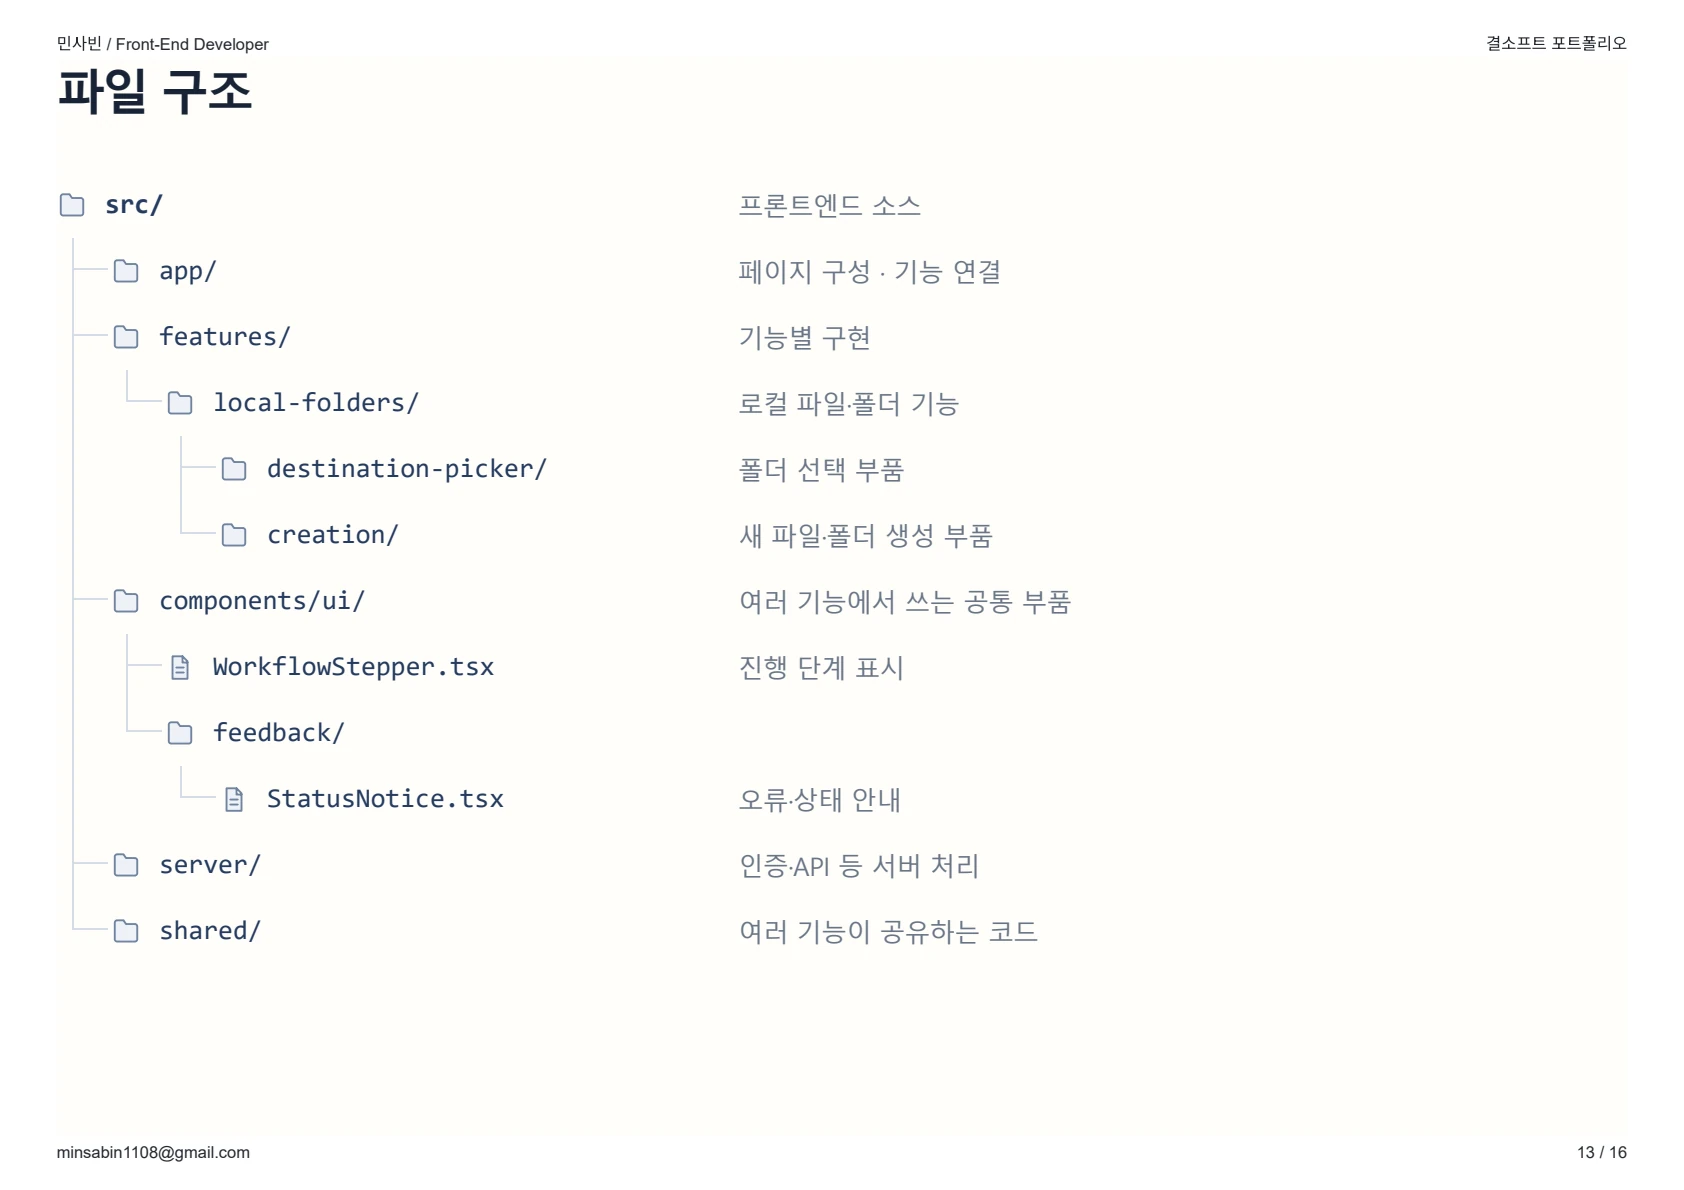 민사빈 / Front-End Developer
결소프트 포트폴리오
파일 구조
src/ 프론트엔드 소스
app/ 페이지 구성 · 기능 연결
features/ 기능별 구현
local-folders/ 로컬 파일·폴더 기능
destination-picker/ 폴더 선택 부품
creation/ 새 파일·폴더 생성 부품
components/ui/ 여러 기능에서 쓰는 공통 부품
WorkflowStepper.tsx 진행 단계 표시
feedback/
StatusNotice.tsx 오류·상태 안내
server/ 인증·API 등 서버 처리
shared/ 여러 기능이 공유하는 코드
minsabin1108@gmail.com
13 / 16